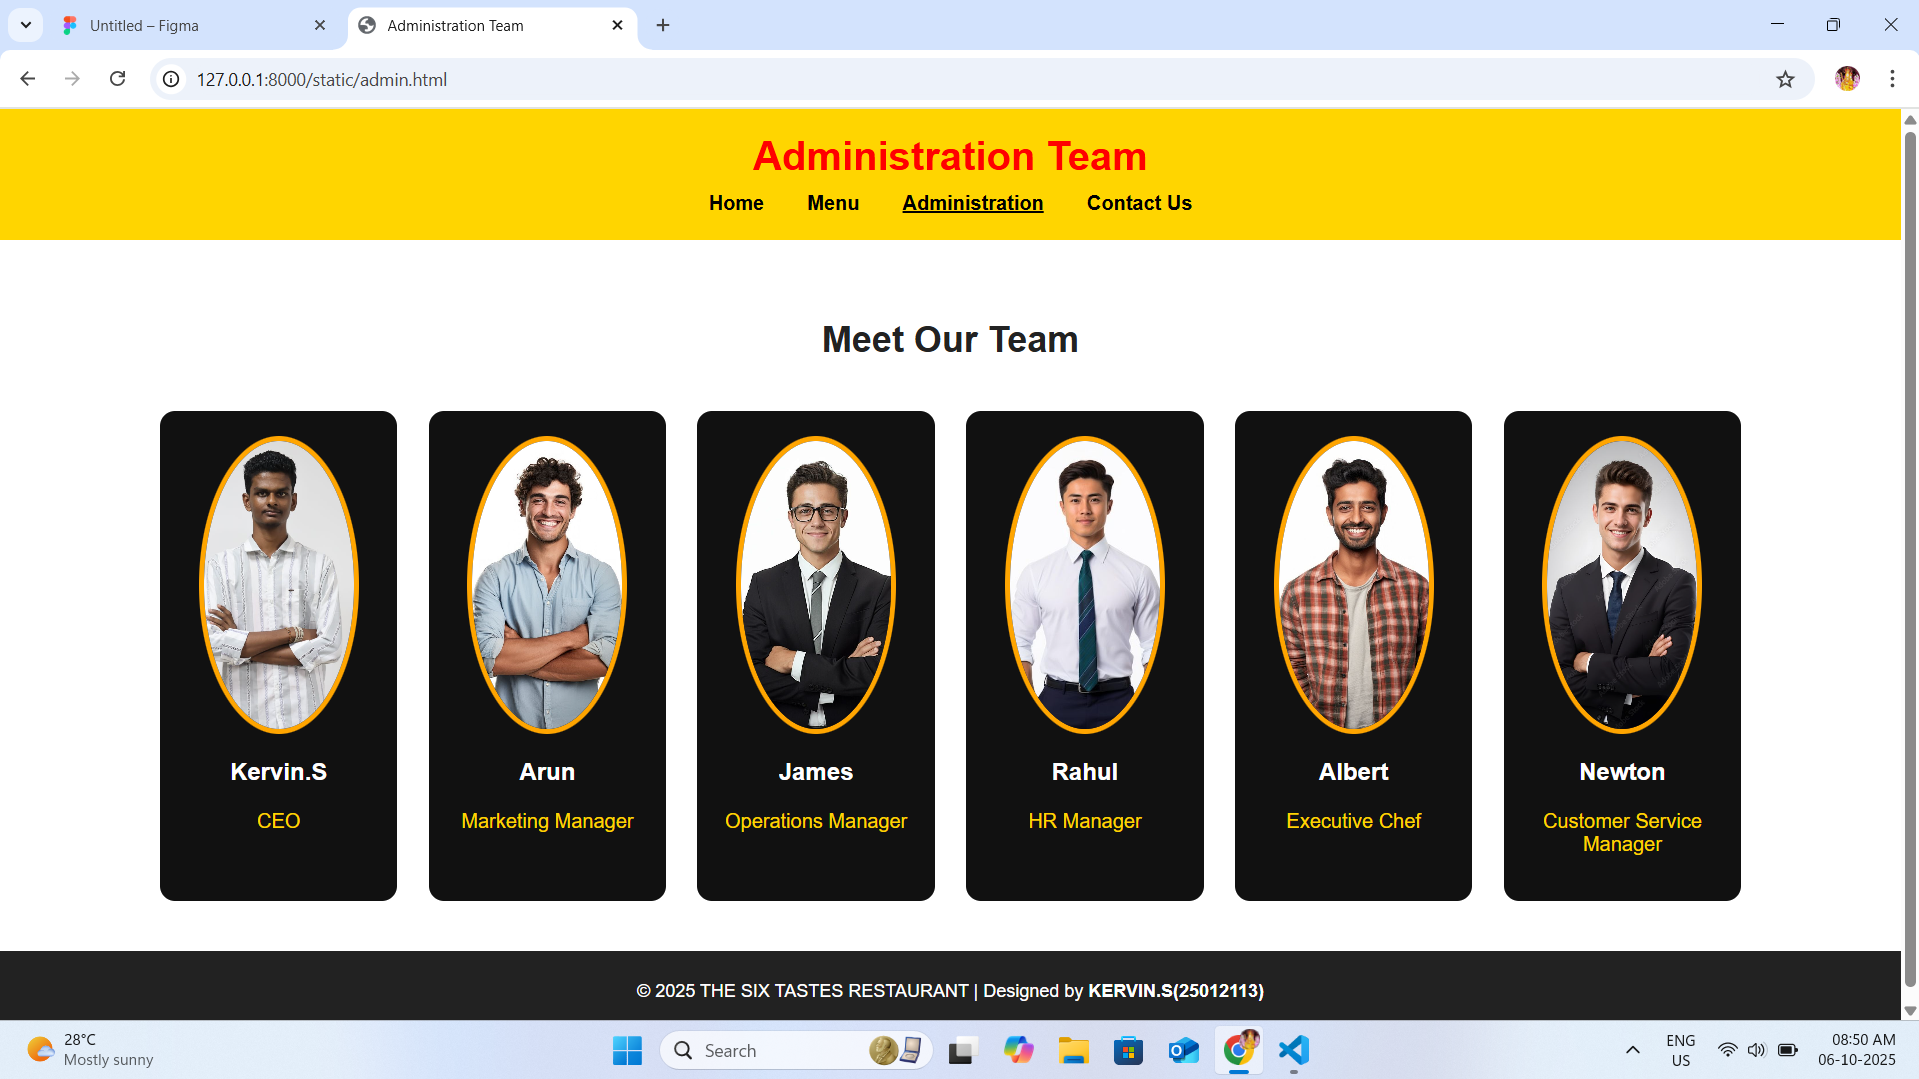 Untitled – Figma
Administration Team
127.0.0.1:8000/static/admin.html
Administration Team
Home Menu Administration Contact Us
Meet Our Team
Kervin.S
CEO
Arun
Marketing Manager
James
Operations Manager
Rahul
HR Manager
Albert
Executive Chef
Newton
Customer Service
Manager
© 2025 THE SIX TASTES RESTAURANT | Designed by KERVIN.S(25012113)
28°C
Mostly sunny
Search
ENG
US
08:50 AM
06-10-2025